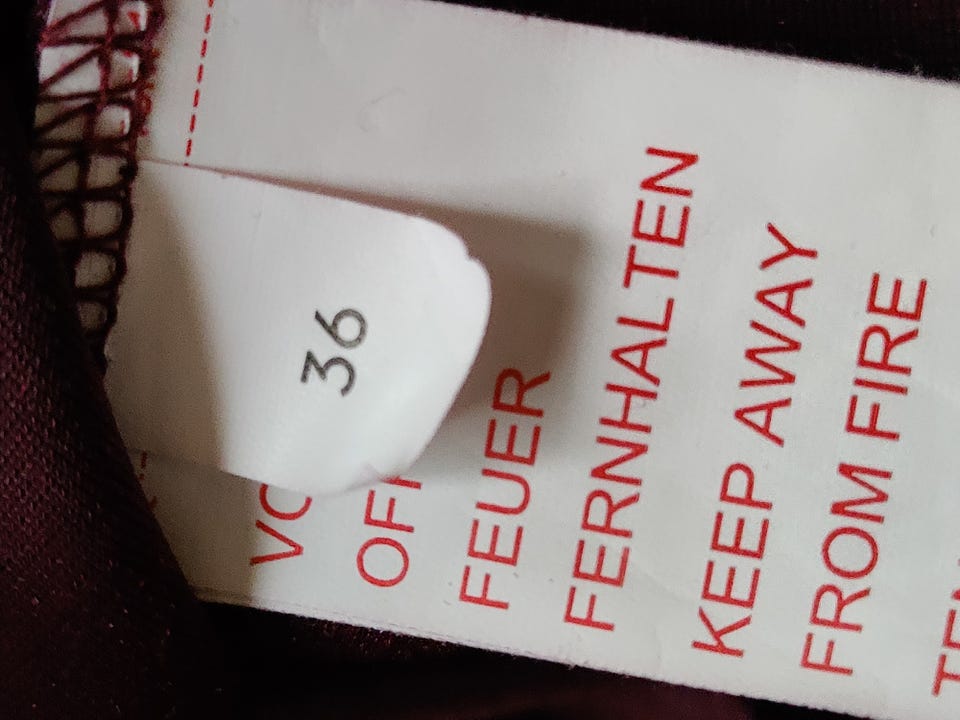 36
FEUER
FERNHALTEN
KEEP AWAY
FROM FIRE